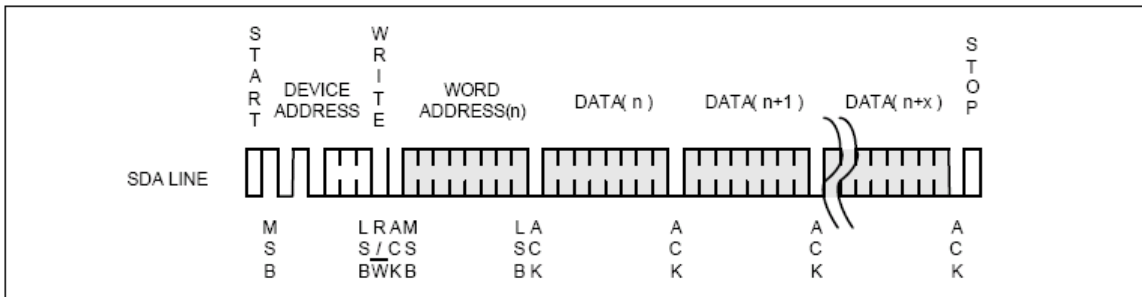 START
DEVICE
ADDRESS
WRITE
WORD
ADDRESS(n)
DATA( n )
DATA( n+1 )
DATA( n+x )
STOP
SDA LINE
MSB
LSB
R/W
ACK
MSB
LSB
ACK
ACK
ACK
ACK